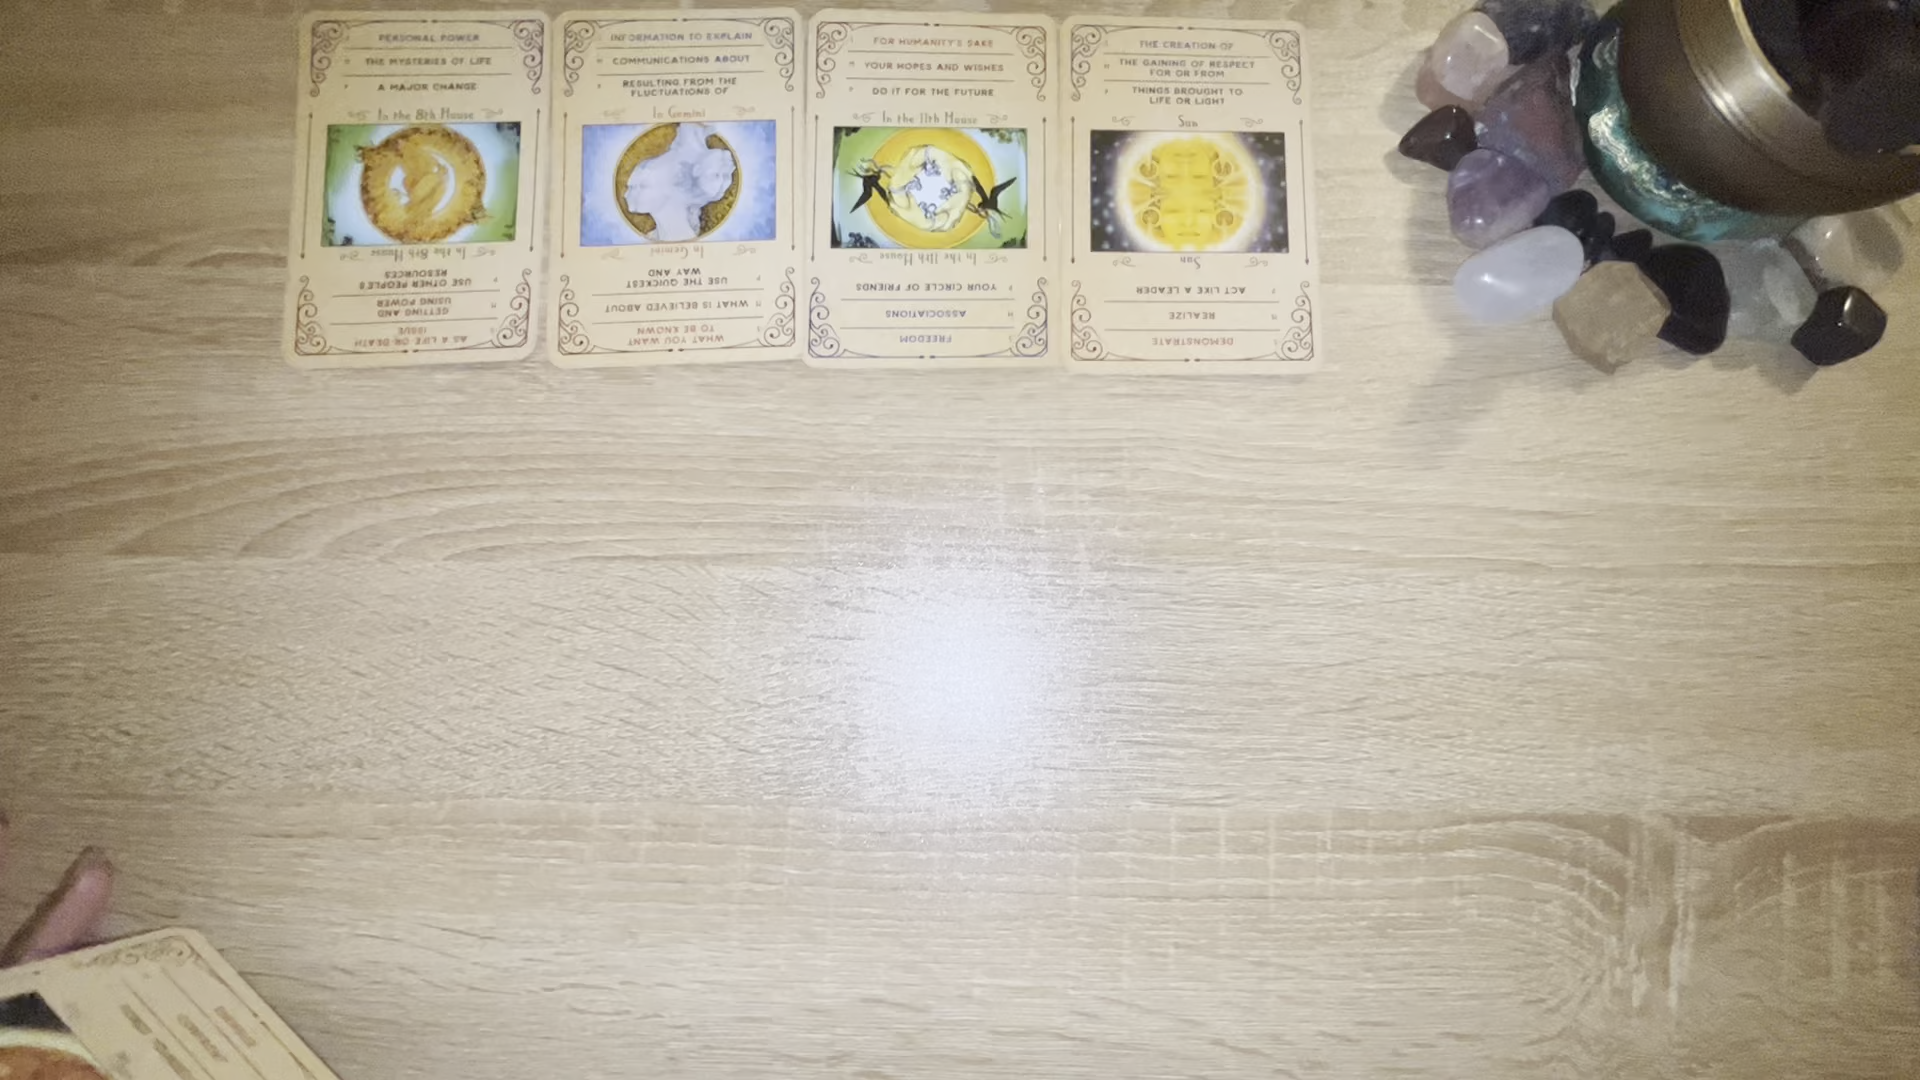 PERSONAL POWER
THE MYSTERIES OF LIFE
A MAJOR CHANGE
In the 8th House
In the 8th House
USE OTHER PEOPLE'S
RESOURCES
GETTING AND
USING POWER
AS A LIFE OR DEATH
ISSUE
INFORMATION TO EXPLAIN
COMMUNICATIONS ABOUT
RESULTING FROM THE
FLUCTUATIONS OF
In Gemini
In Gemini
USE THE QUICKEST
WAY AND
WHAT IS BELIEVED ABOUT
WHAT YOU WANT
TO BE KNOWN
FOR HUMANITY'S SAKE
YOUR HOPES AND WISHES
DO IT FOR THE FUTURE
In the 11th House
In the 11th House
YOUR CIRCLE OF FRIENDS
ASSOCIATIONS
FREEDOM
THE CREATION OF
THE GAINING OF RESPECT
FOR OR FROM
THINGS BROUGHT TO
LIFE OR LIGHT
Sun
Sun
ACT LIKE A LEADER
REALIZE
DEMONSTRATE